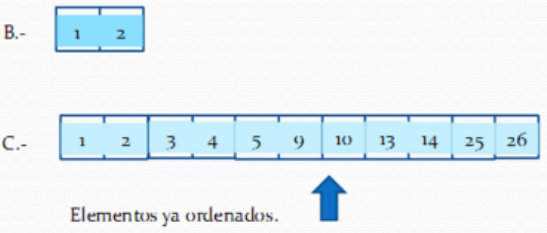 B.- 1 2
C.- 1 2 3 4 5 9 10 13 14 25 26
Elementos ya ordenados.